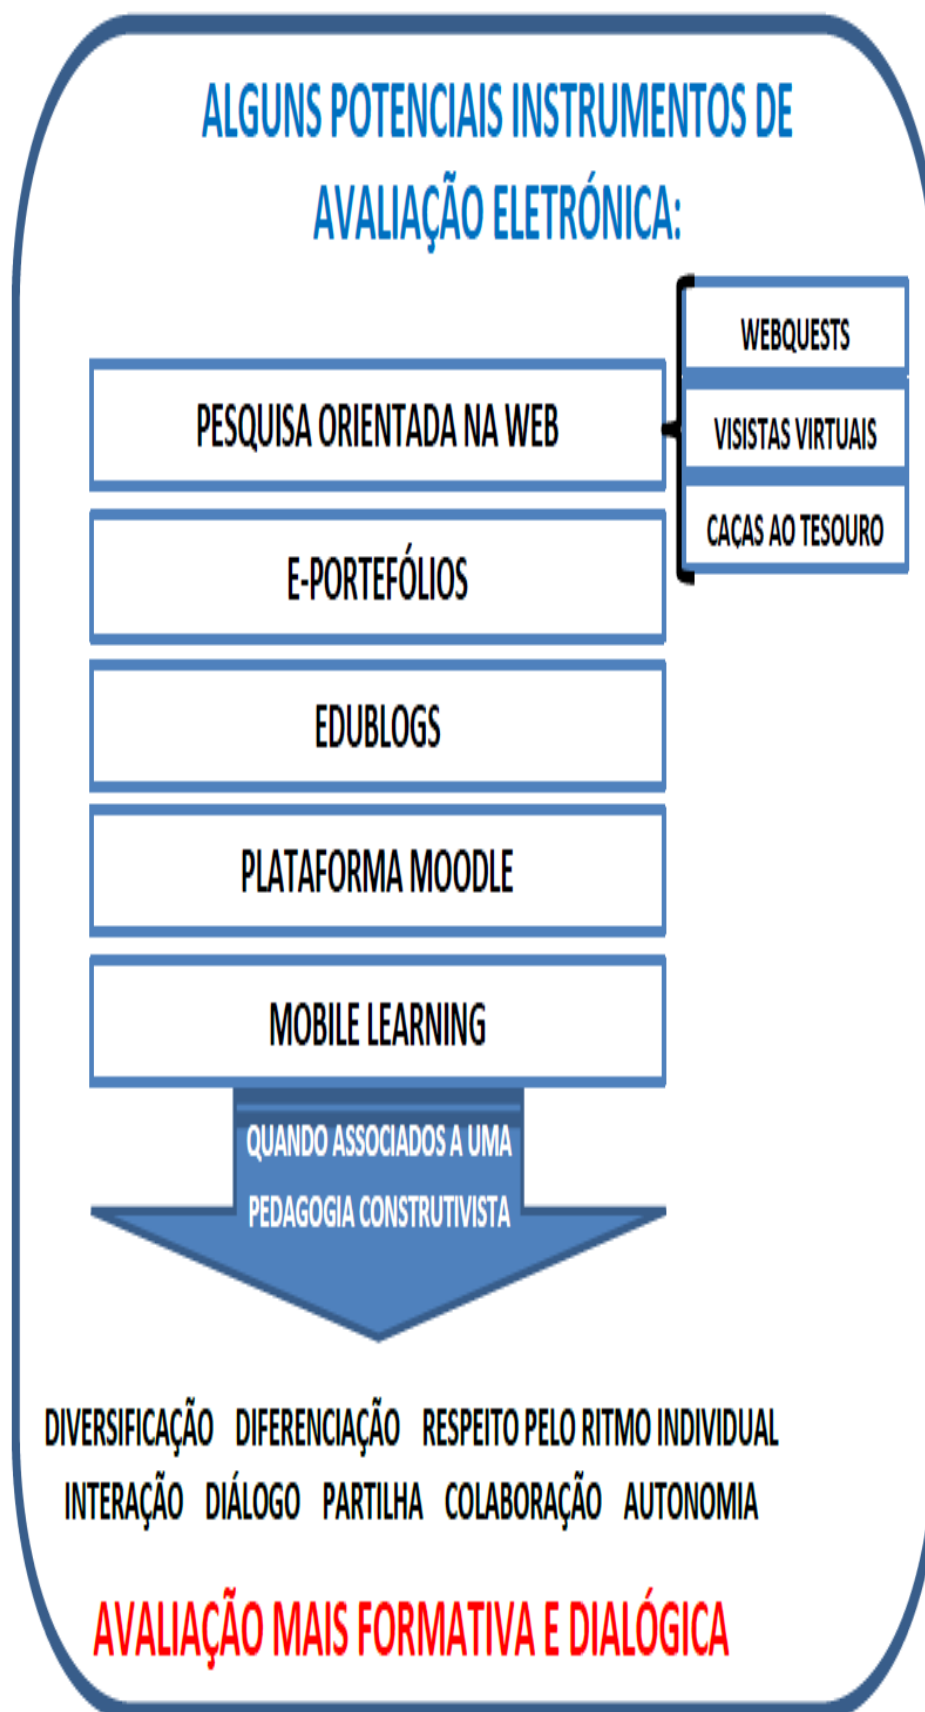 ALGUNS POTENCIAIS INSTRUMENTOS DE
AVALIAÇÃO ELETRÓNICA:
PESQUISA ORIENTADA NA WEB
WEBQUESTS
VISISTAS VIRTUAIS
CAÇAS AO TESOURO
E-PORTEFÓLIOS
EDUBLOGS
PLATAFORMA MOODLE
MOBILE LEARNING
QUANDO ASSOCIADOS A UMA
PEDAGOGIA CONSTRUTIVISTA
DIVERSIFICAÇÃO DIFERENCIAÇÃO RESPEITO PELO RITMO INDIVIDUAL
INTERAÇÃO DIÁLOGO PARTILHA COLABORAÇÃO AUTONOMIA
AVALIAÇÃO MAIS FORMATIVA E DIALÓGICA